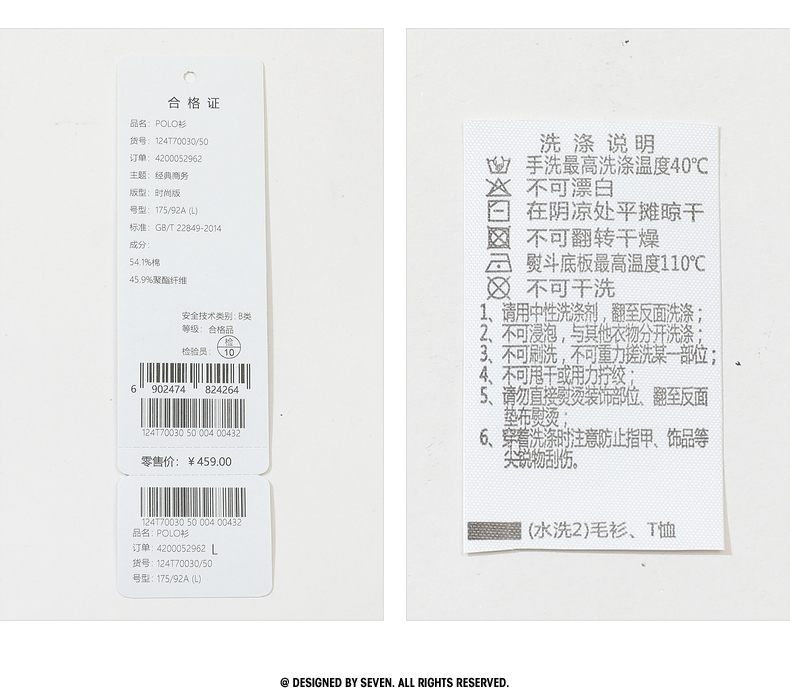 合格证
品名: POLO衫
货号: 124T70030/50
订单: 4200052962
主题: 经典商务
版型: 时尚版
号型: 175/92A (L)
标准: GB/T 22849-2014
成分:
54.1%棉
45.9%聚酯纤维
安全技术类别: B类
等级: 合格品
检验员: 检 10
6 902474 824264
124T70030 50 004 00432
零售价: ￥459.00
124T70030 50 004 00432
品名: POLO衫
订单: 4200052962 L
货号: 124T70030/50
号型: 175/92A (L)
洗涤说明
手洗最高洗涤温度40℃
不可漂白
在阴凉处平摊晾干
不可翻转干燥
熨斗底板最高温度110℃
不可干洗
1、请用中性洗涤剂，翻至反面洗涤；
2、不可浸泡，与其他衣物分开洗涤；
3、不可刷洗，不可重力搓洗某一部位；
4、不可甩干或用力拧绞；
5、请勿直接熨烫装饰部位、翻至反面
垫布熨烫；
6、穿着洗涤时注意防止指甲、饰品等
尖锐物刮伤。
(水洗2)毛衫、T恤
@ DESIGNED BY SEVEN. ALL RIGHTS RESERVED.